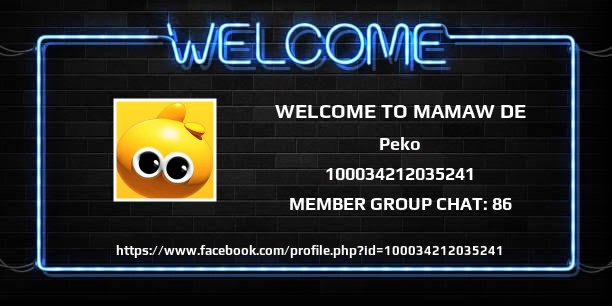 WELCOME
WELCOME TO MAMAW DE
Peko
100034212035241
MEMBER GROUP CHAT: 86
https://www.facebook.com/profile.php?id=100034212035241